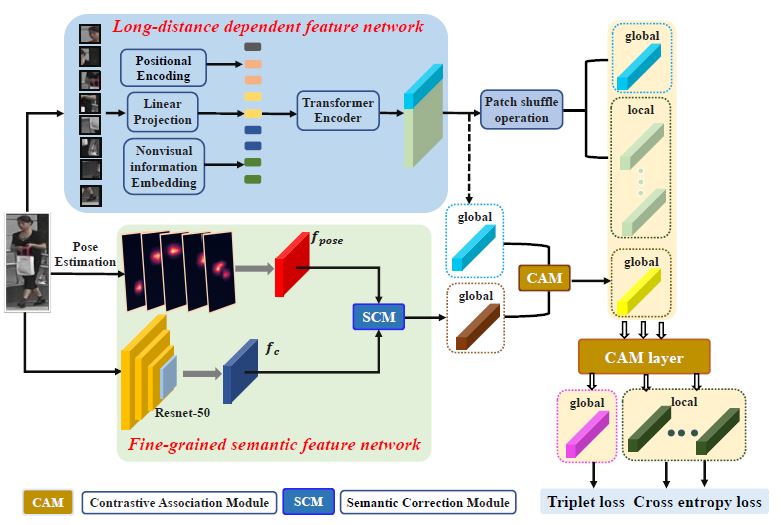 Long-distance dependent feature network
Positional
Encoding
Linear
Projection
Nonvisual
information
Embedding
Transformer
Encoder
Patch shuffle
operation
global
local
global
global
global
CAM
CAM layer
global
local
Pose
Estimation
f_pose
SCM
f_c
Resnet-50
Fine-grained semantic feature network
CAM
Contrastive Association Module
SCM
Semantic Correction Module
Triplet loss Cross entropy loss